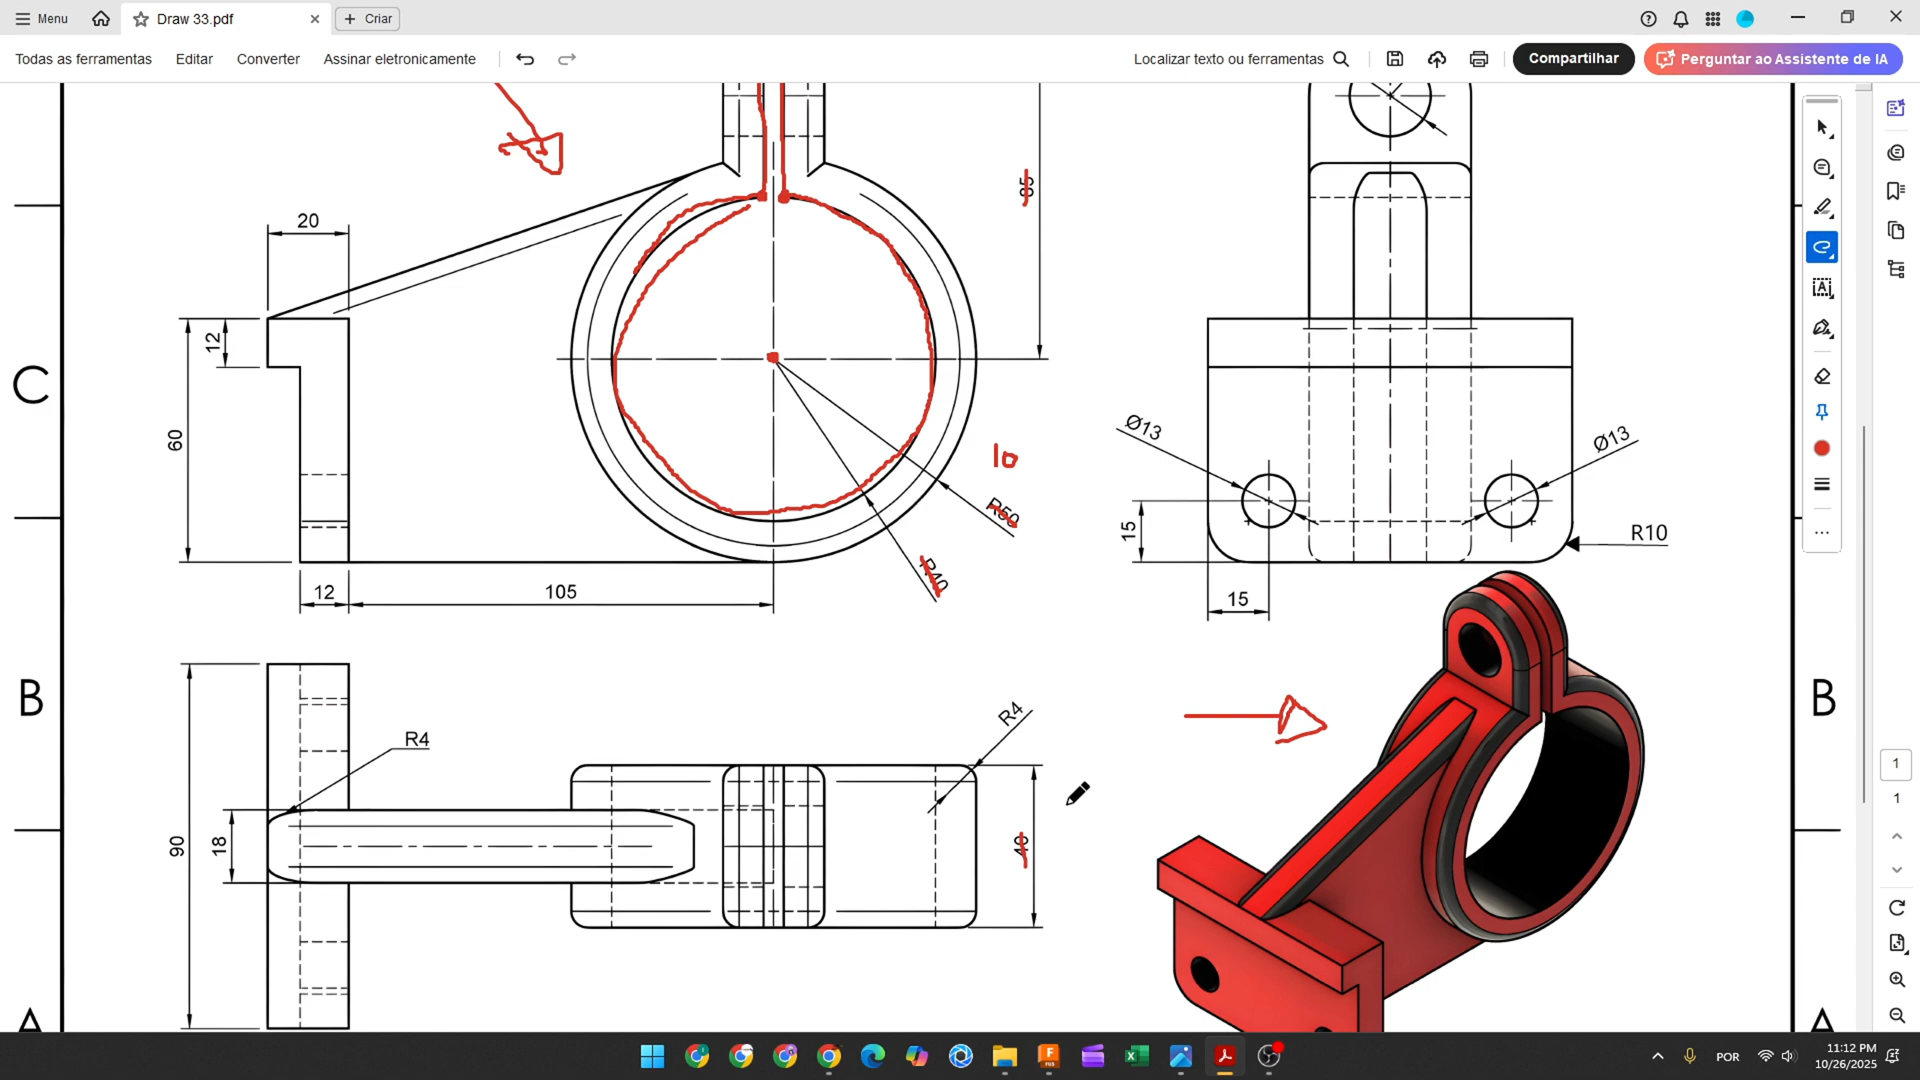 Menu
Draw 33.pdf
Criar
Todas as ferramentas
Editar
Converter
Assinar eletronicamente
Localizar texto ou ferramentas
Compartilhar
Perguntar ao Assistente de IA
20
85
12
C
60
Ø13
Ø13
10
R50
R40
15
R10
12
105
15
B
R4
R4
B
90
18
40
1
1
A
A
POR
11:12 PM
10/26/2025